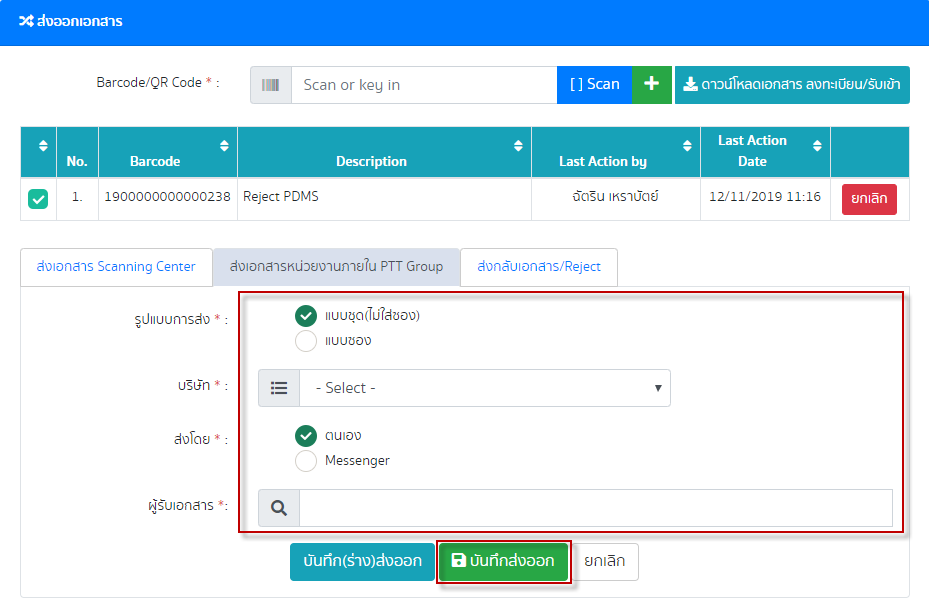 ส่งออกเอกสาร
Barcode/QR Code * :
Scan or key in
[ ] Scan
+
ดาวน์โหลดเอกสาร ลงทะเบียน/รับเข้า
No. Barcode Description Last Action by Last Action Date
1. 1900000000000238 Reject PDMS ฉัตริน เหราบัตย์ 12/11/2019 11:16 ยกเลิก
ส่งเอกสาร Scanning Center ส่งเอกสารหน่วยงานภายใน PTT Group ส่งกลับเอกสาร/Reject
รูปแบบการส่ง * : แบบชุด(ไม่ใส่ซอง)
แบบซอง
บริษัท * : - Select -
ส่งโดย * : ตนเอง
Messenger
ผู้รับเอกสาร *:
บันทึก(ร่าง)ส่งออก บันทึกส่งออก ยกเลิก